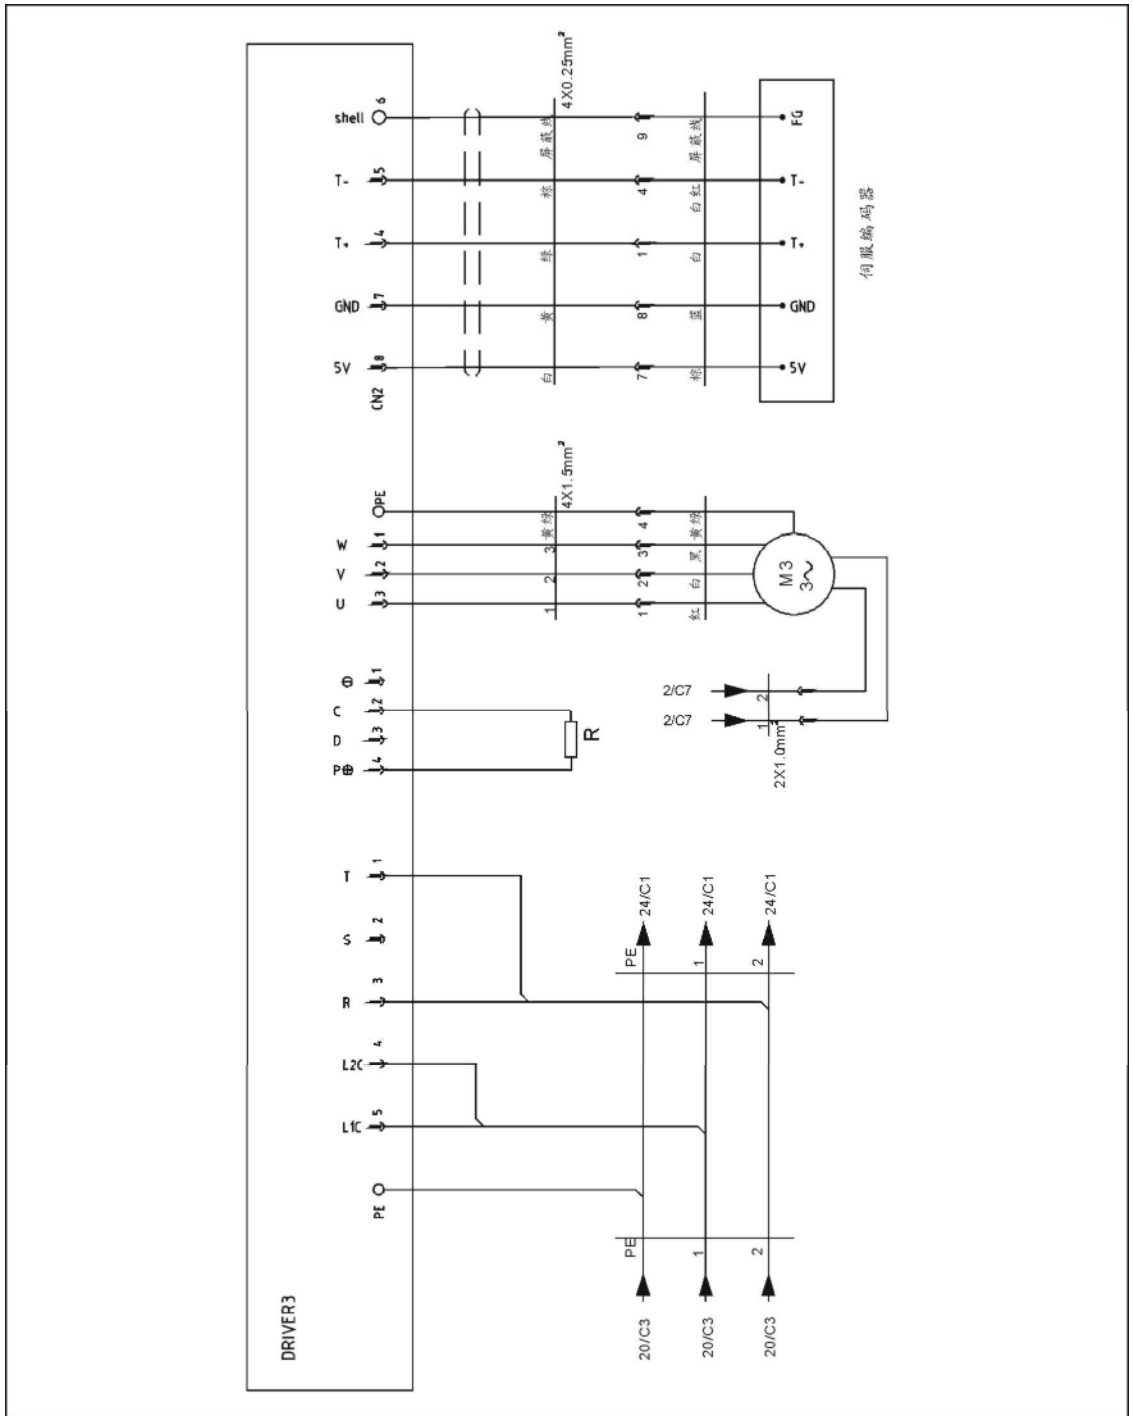 4X0.25mm²
shell 6 屏蔽线 9 屏蔽线 FG
T- 5 棕 4 白红 T-
T+ 4 绿 1 白 T+
GND 7 黄 8 蓝 GND
5V 8 白 7 棕 5V
CN2
伺服编码器
4X1.5mm²
PE 黄绿 4 黄绿
W 1 3 3 黑
V 2 2 2 白
U 3 1 1 红
M3
3~
⊖ 1
C 2
D 3
P⊕ 4
R
2/C7 2
2/C7 1
2X1.0mm²
T 1
S 2
R 3
L2C 4
L1C 5
PE
24/C1 24/C1 24/C1
PE 1 2
PE 1 2
20/C3 20/C3 20/C3
DRIVER3